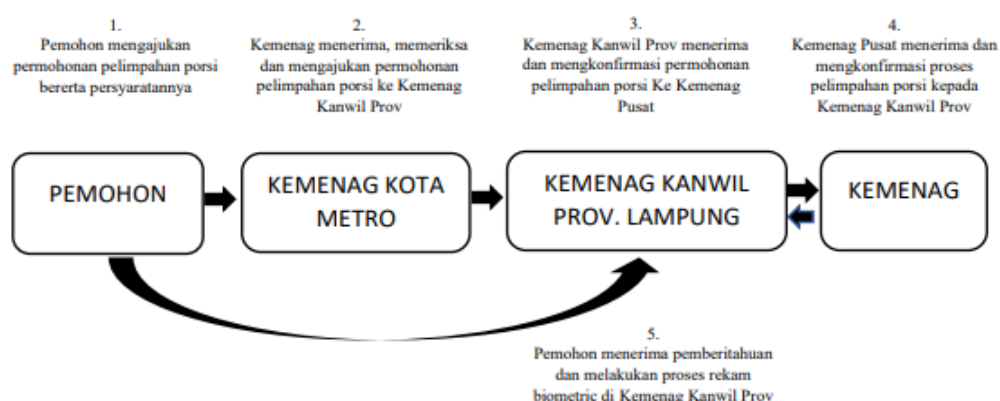 1.
Pemohon mengajukan
permohonan pelimpahan porsi
bererta persyaratannya
2.
Kemenag menerima, memeriksa
dan mengajukan permohonan
pelimpahan porsi ke Kemenag
Kanwil Prov
3.
Kemenag Kanwil Prov menerima
dan mengkonfirmasi permohonan
pelimpahan porsi Ke Kemenag
Pusat
4.
Kemenag Pusat menerima dan
mengkonfirmasi proses
pelimpahan porsi kepada
Kemenag Kanwil Prov
PEMOHON
KEMENAG KOTA
METRO
KEMENAG KANWIL
PROV. LAMPUNG
KEMENAG
5.
Pemohon menerima pemberitahuan
dan melakukan proses rekam
biometric di Kemenag Kanwil Prov